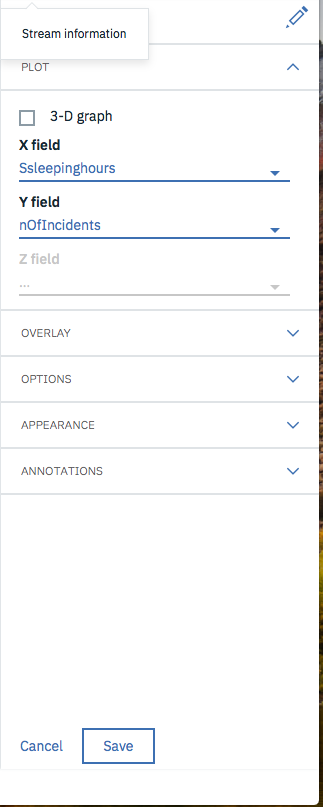 Stream information
PLOT
3-D graph
X field
Ssleepinghours
Y field
nOfIncidents
Z field
...
OVERLAY
OPTIONS
APPEARANCE
ANNOTATIONS
Cancel Save